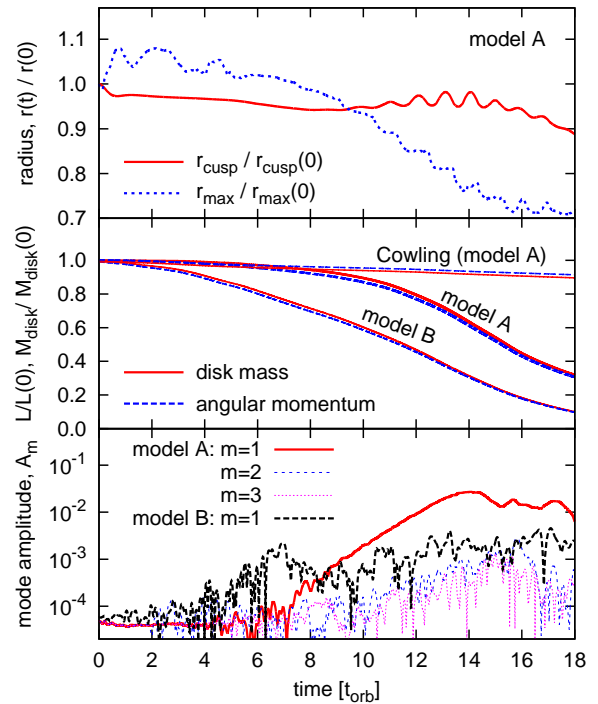 model A
1.1
1.0
0.9
0.8
0.7
radius, r(t) / r(0)
r_cusp / r_cusp(0)
r_max / r_max(0)
Cowling (model A)
model A
model B
1.0
0.8
0.6
0.4
0.2
0.0
L/L(0), M_disk / M_disk(0)
disk mass
angular momentum
10^-1
10^-2
10^-3
10^-4
mode amplitude, A_m
model A: m=1
m=2
m=3
model B: m=1
0 2 4 6 8 10 12 14 16 18
time [t_orb]